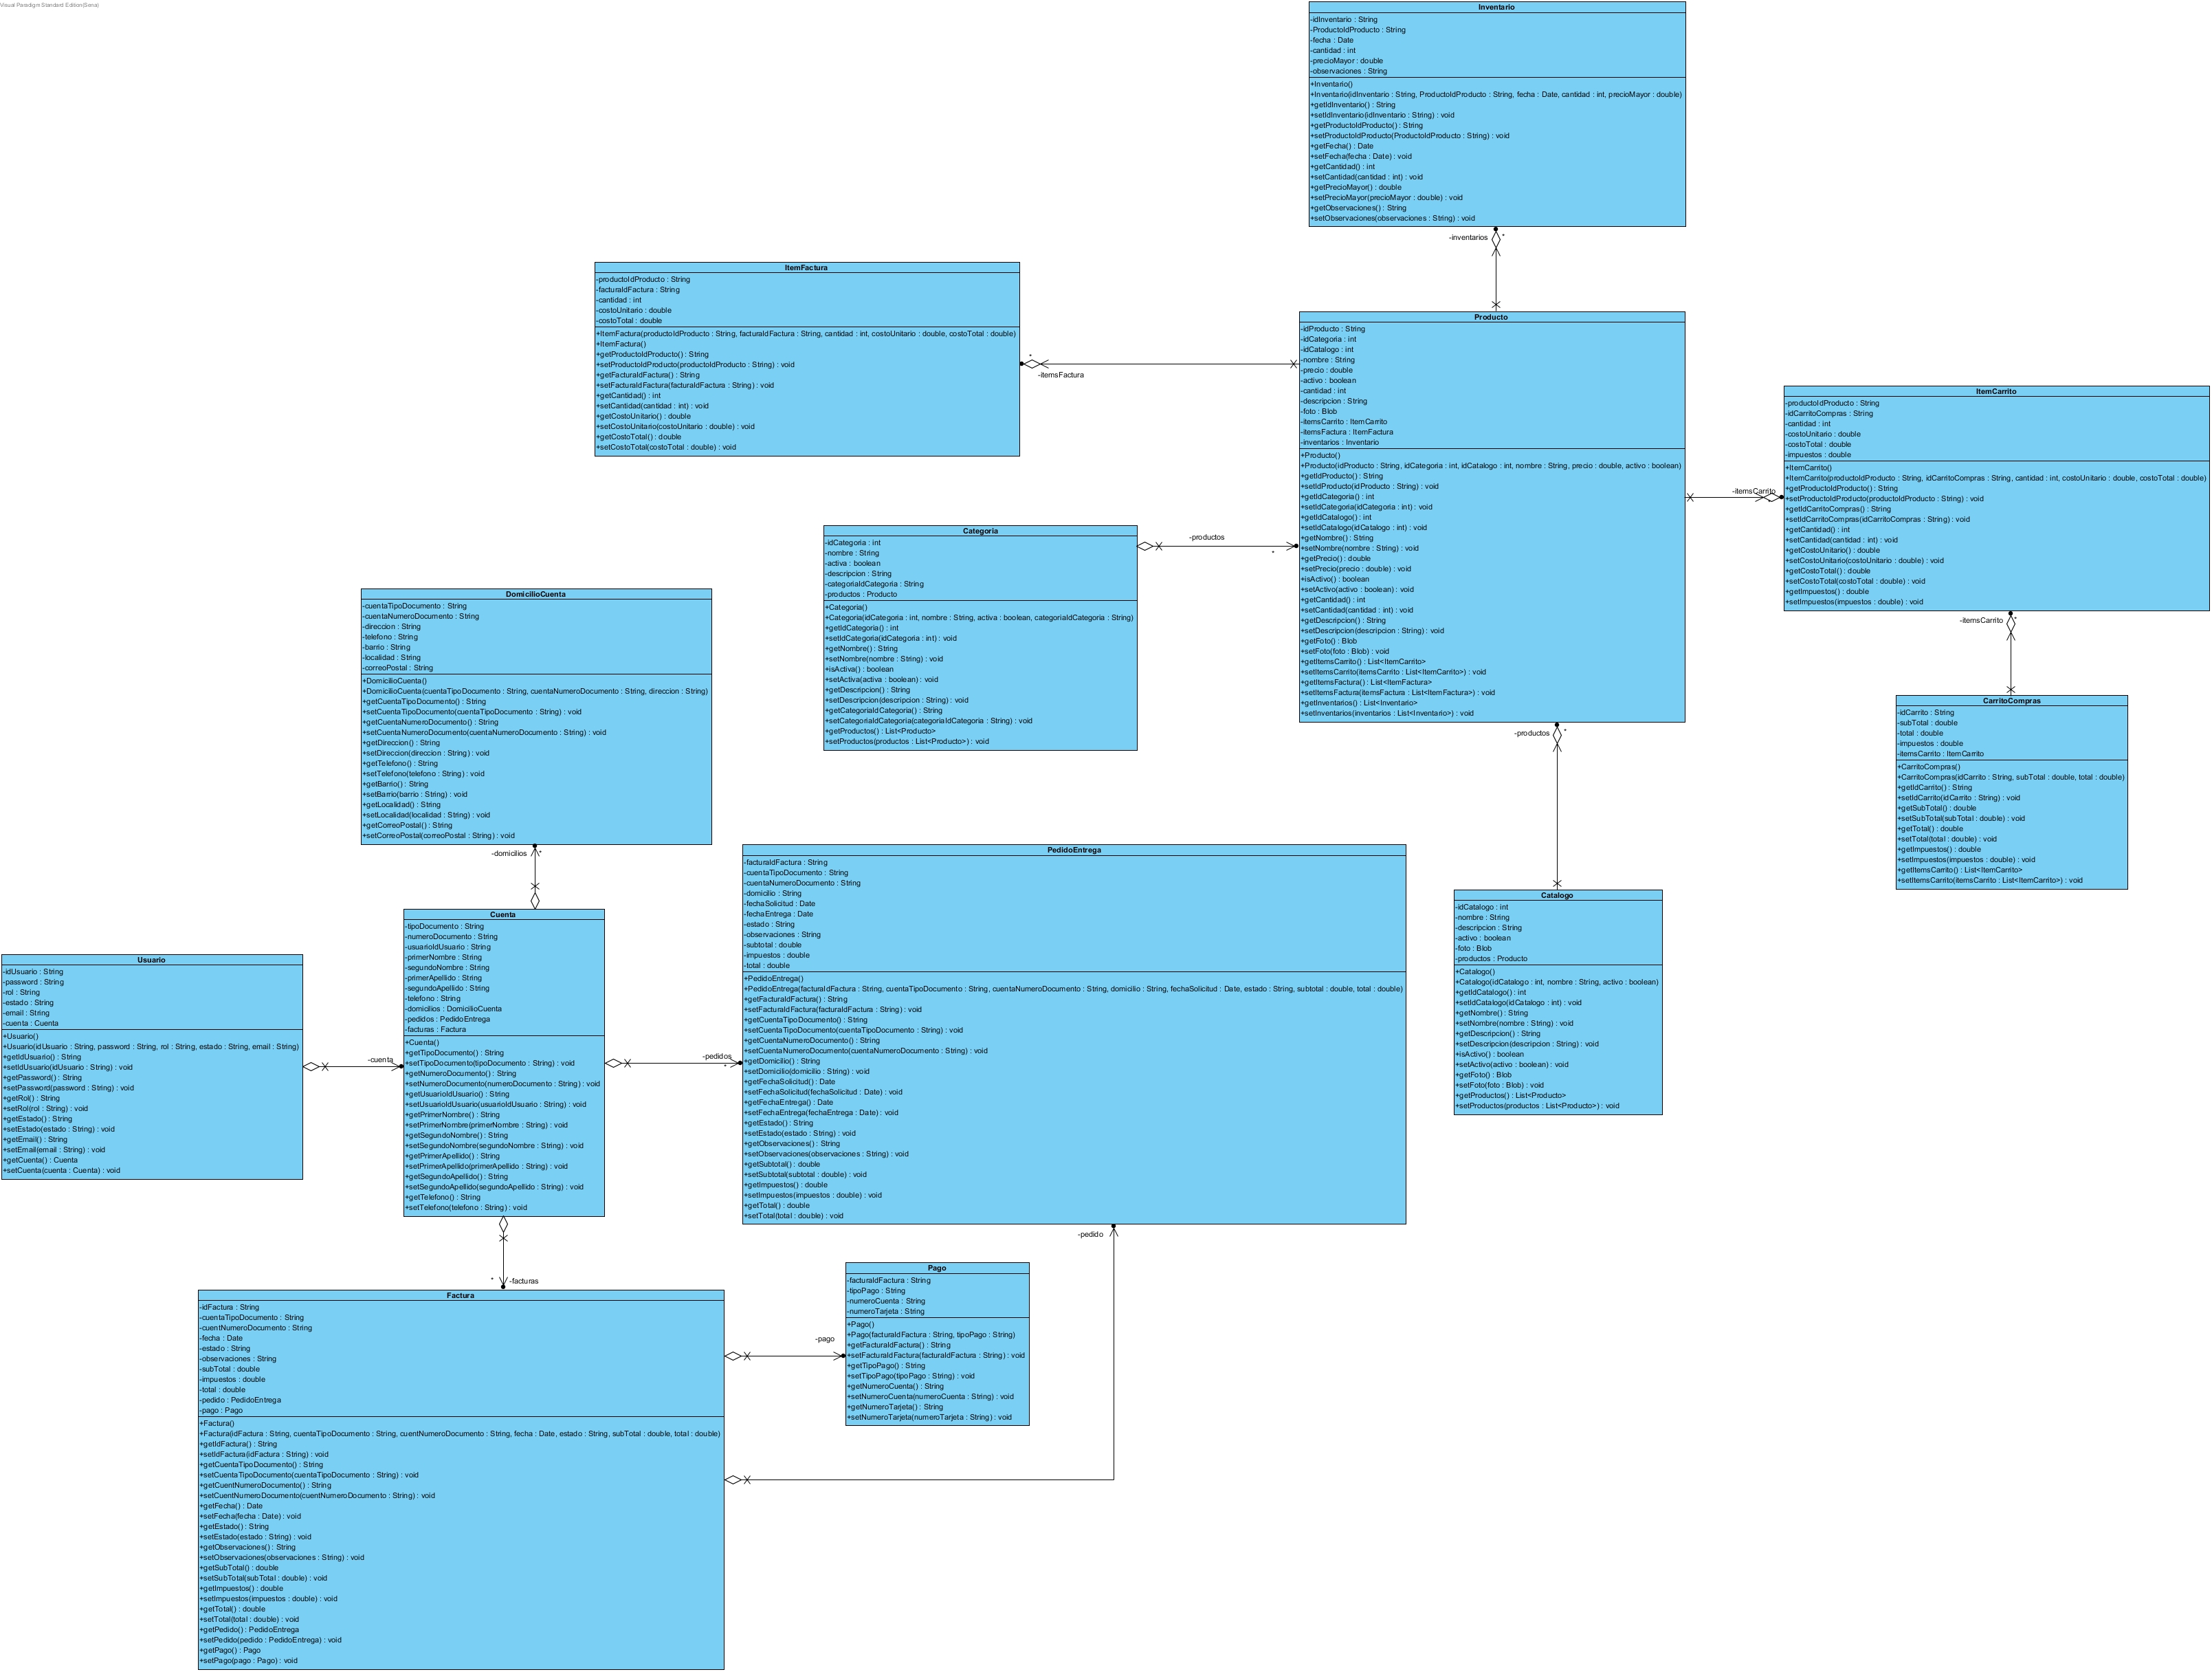 Visual Paradigm Standard Edition(Sena)
Inventario
-idInventario : String
-ProductoIdProducto : String
-fecha : Date
-cantidad : int
-precioMayor : double
-observaciones : String
+Inventario()
+Inventario(idInventario : String, ProductoIdProducto : String, fecha : Date, cantidad : int, precioMayor : double)
+getIdInventario() : String
+setIdInventario(idInventario : String) : void
+getProductoIdProducto() : String
+setProductoIdProducto(ProductoIdProducto : String) : void
+getFecha() : Date
+setFecha(fecha : Date) : void
+getCantidad() : int
+setCantidad(cantidad : int) : void
+getPrecioMayor() : double
+setPrecioMayor(precioMayor : double) : void
+getObservaciones() : String
+setObservaciones(observaciones : String) : void
-inventarios
*
ItemFactura
-productoIdProducto : String
-facturaIdFactura : String
-cantidad : int
-costoUnitario : double
-costoTotal : double
+ItemFactura(productoIdProducto : String, facturaIdFactura : String, cantidad : int, costoUnitario : double, costoTotal : double)
+ItemFactura()
+getProductoIdProducto() : String
+setProductoIdProducto(productoIdProducto : String) : void
+getFacturaIdFactura() : String
+setFacturaIdFactura(facturaIdFactura : String) : void
+getCantidad() : int
+setCantidad(cantidad : int) : void
+getCostoUnitario() : double
+setCostoUnitario(costoUnitario : double) : void
+getCostoTotal() : double
+setCostoTotal(costoTotal : double) : void
*
-itemsFactura
Producto
-idProducto : String
-idCategoria : int
-idCatalogo : int
-nombre : String
-precio : double
-activo : boolean
-cantidad : int
-descripcion : String
-foto : Blob
-itemsCarrito : ItemCarrito
-itemsFactura : ItemFactura
-inventarios : Inventario
+Producto()
+Producto(idProducto : String, idCategoria : int, idCatalogo : int, nombre : String, precio : double, activo : boolean)
+getIdProducto() : String
+setIdProducto(idProducto : String) : void
+getIdCategoria() : int
+setIdCategoria(idCategoria : int) : void
+getIdCatalogo() : int
+setIdCatalogo(idCatalogo : int) : void
+getNombre() : String
+setNombre(nombre : String) : void
+getPrecio() : double
+setPrecio(precio : double) : void
+isActivo() : boolean
+setActivo(activo : boolean) : void
+getCantidad() : int
+setCantidad(cantidad : int) : void
+getDescripcion() : String
+setDescripcion(descripcion : String) : void
+getFoto() : Blob
+setFoto(foto : Blob) : void
+getItemsCarrito() : List<ItemCarrito>
+setItemsCarrito(itemsCarrito : List<ItemCarrito>) : void
+getItemsFactura() : List<ItemFactura>
+setItemsFactura(itemsFactura : List<ItemFactura>) : void
+getInventarios() : List<Inventario>
+setInventarios(inventarios : List<Inventario>) : void
-itemsCarrito
ItemCarrito
-productoIdProducto : String
-idCarritoCompras : String
-cantidad : int
-costoUnitario : double
-costoTotal : double
-impuestos : double
+ItemCarrito()
+ItemCarrito(productoIdProducto : String, idCarritoCompras : String, cantidad : int, costoUnitario : double, costoTotal : double)
+getProductoIdProducto() : String
+setProductoIdProducto(productoIdProducto : String) : void
+getIdCarritoCompras() : String
+setIdCarritoCompras(idCarritoCompras : String) : void
+getCantidad() : int
+setCantidad(cantidad : int) : void
+getCostoUnitario() : double
+setCostoUnitario(costoUnitario : double) : void
+getCostoTotal() : double
+setCostoTotal(costoTotal : double) : void
+getImpuestos() : double
+setImpuestos(impuestos : double) : void
-itemsCarrito
*
Categoria
-idCategoria : int
-nombre : String
-activa : boolean
-descripcion : String
-categoriaIdCategoria : String
-productos : Producto
+Categoria()
+Categoria(idCategoria : int, nombre : String, activa : boolean, categoriaIdCategoria : String)
+getIdCategoria() : int
+setIdCategoria(idCategoria : int) : void
+getNombre() : String
+setNombre(nombre : String) : void
+isActiva() : boolean
+setActiva(activa : boolean) : void
+getDescripcion() : String
+setDescripcion(descripcion : String) : void
+getCategoriaIdCategoria() : String
+setCategoriaIdCategoria(categoriaIdCategoria : String) : void
+getProductos() : List<Producto>
+setProductos(productos : List<Producto>) : void
-productos
*
DomicilioCuenta
-cuentaTipoDocumento : String
-cuentaNumeroDocumento : String
-direccion : String
-telefono : String
-barrio : String
-localidad : String
-correoPostal : String
+DomicilioCuenta()
+DomicilioCuenta(cuentaTipoDocumento : String, cuentaNumeroDocumento : String, direccion : String)
+getCuentaTipoDocumento() : String
+setCuentaTipoDocumento(cuentaTipoDocumento : String) : void
+getCuentaNumeroDocumento() : String
+setCuentaNumeroDocumento(cuentaNumeroDocumento : String) : void
+getDireccion() : String
+setDireccion(direccion : String) : void
+getTelefono() : String
+setTelefono(telefono : String) : void
+getBarrio() : String
+setBarrio(barrio : String) : void
+getLocalidad() : String
+setLocalidad(localidad : String) : void
+getCorreoPostal() : String
+setCorreoPostal(correoPostal : String) : void
-domicilios
*
CarritoCompras
-idCarrito : String
-subTotal : double
-total : double
-impuestos : double
-itemsCarrito : ItemCarrito
+CarritoCompras()
+CarritoCompras(idCarrito : String, subTotal : double, total : double)
+getIdCarrito() : String
+setIdCarrito(idCarrito : String) : void
+getSubTotal() : double
+setSubTotal(subTotal : double) : void
+getTotal() : double
+setTotal(total : double) : void
+getImpuestos() : double
+setImpuestos(impuestos : double) : void
+getItemsCarrito() : List<ItemCarrito>
+setItemsCarrito(itemsCarrito : List<ItemCarrito>) : void
-productos
*
Catalogo
-idCatalogo : int
-nombre : String
-descripcion : String
-activo : boolean
-foto : Blob
-productos : Producto
+Catalogo()
+Catalogo(idCatalogo : int, nombre : String, activo : boolean)
+getIdCatalogo() : int
+setIdCatalogo(idCatalogo : int) : void
+getNombre() : String
+setNombre(nombre : String) : void
+getDescripcion() : String
+setDescripcion(descripcion : String) : void
+isActivo() : boolean
+setActivo(activo : boolean) : void
+getFoto() : Blob
+setFoto(foto : Blob) : void
+getProductos() : List<Producto>
+setProductos(productos : List<Producto>) : void
PedidoEntrega
-facturaIdFactura : String
-cuentaTipoDocumento : String
-cuentaNumeroDocumento : String
-domicilio : String
-fechaSolicitud : Date
-fechaEntrega : Date
-estado : String
-observaciones : String
-subtotal : double
-impuestos : double
-total : double
+PedidoEntrega()
+PedidoEntrega(facturaIdFactura : String, cuentaTipoDocumento : String, cuentaNumeroDocumento : String, domicilio : String, fechaSolicitud : Date, estado : String, subtotal : double, total : double)
+getFacturaIdFactura() : String
+setFacturaIdFactura(facturaIdFactura : String) : void
+getCuentaTipoDocumento() : String
+setCuentaTipoDocumento(cuentaTipoDocumento : String) : void
+getCuentaNumeroDocumento() : String
+setCuentaNumeroDocumento(cuentaNumeroDocumento : String) : void
+getDomicilio() : String
+setDomicilio(domicilio : String) : void
+getFechaSolicitud() : Date
+setFechaSolicitud(fechaSolicitud : Date) : void
+getFechaEntrega() : Date
+setFechaEntrega(fechaEntrega : Date) : void
+getEstado() : String
+setEstado(estado : String) : void
+getObservaciones() : String
+setObservaciones(observaciones : String) : void
+getSubtotal() : double
+setSubtotal(subtotal : double) : void
+getImpuestos() : double
+setImpuestos(impuestos : double) : void
+getTotal() : double
+setTotal(total : double) : void
-pedido
Cuenta
-tipoDocumento : String
-numeroDocumento : String
-usuarioIdUsuario : String
-primerNombre : String
-segundoNombre : String
-primerApellido : String
-segundoApellido : String
-telefono : String
-domicilios : DomicilioCuenta
-pedidos : PedidoEntrega
-facturas : Factura
+Cuenta()
+getTipoDocumento() : String
+setTipoDocumento(tipoDocumento : String) : void
+getNumeroDocumento() : String
+setNumeroDocumento(numeroDocumento : String) : void
+getUsuarioIdUsuario() : String
+setUsuarioIdUsuario(usuarioIdUsuario : String) : void
+getPrimerNombre() : String
+setPrimerNombre(primerNombre : String) : void
+getSegundoNombre() : String
+setSegundoNombre(segundoNombre : String) : void
+getPrimerApellido() : String
+setPrimerApellido(primerApellido : String) : void
+getSegundoApellido() : String
+setSegundoApellido(segundoApellido : String) : void
+getTelefono() : String
+setTelefono(telefono : String) : void
-pedidos
*
Usuario
-idUsuario : String
-password : String
-rol : String
-estado : String
-email : String
-cuenta : Cuenta
+Usuario()
+Usuario(idUsuario : String, password : String, rol : String, estado : String, email : String)
+getIdUsuario() : String
+setIdUsuario(idUsuario : String) : void
+getPassword() : String
+setPassword(password : String) : void
+getRol() : String
+setRol(rol : String) : void
+getEstado() : String
+setEstado(estado : String) : void
+getEmail() : String
+setEmail(email : String) : void
+getCuenta() : Cuenta
+setCuenta(cuenta : Cuenta) : void
-cuenta
* -facturas
Factura
-idFactura : String
-cuentaTipoDocumento : String
-cuentNumeroDocumento : String
-fecha : Date
-estado : String
-observaciones : String
-subTotal : double
-impuestos : double
-total : double
-pedido : PedidoEntrega
-pago : Pago
+Factura()
+Factura(idFactura : String, cuentaTipoDocumento : String, cuentNumeroDocumento : String, fecha : Date, estado : String, subTotal : double, total : double)
+getIdFactura() : String
+setIdFactura(idFactura : String) : void
+getCuentaTipoDocumento() : String
+setCuentaTipoDocumento(cuentaTipoDocumento : String) : void
+getCuentNumeroDocumento() : String
+setCuentNumeroDocumento(cuentNumeroDocumento : String) : void
+getFecha() : Date
+setFecha(fecha : Date) : void
+getEstado() : String
+setEstado(estado : String) : void
+getObservaciones() : String
+setObservaciones(observaciones : String) : void
+getSubTotal() : double
+setSubTotal(subTotal : double) : void
+getImpuestos() : double
+setImpuestos(impuestos : double) : void
+getTotal() : double
+setTotal(total : double) : void
+getPedido() : PedidoEntrega
+setPedido(pedido : PedidoEntrega) : void
+getPago() : Pago
+setPago(pago : Pago) : void
-pago
Pago
-facturaIdFactura : String
-tipoPago : String
-numeroCuenta : String
-numeroTarjeta : String
+Pago()
+Pago(facturaIdFactura : String, tipoPago : String)
+getFacturaIdFactura() : String
+setFacturaIdFactura(facturaIdFactura : String) : void
+getTipoPago() : String
+setTipoPago(tipoPago : String) : void
+getNumeroCuenta() : String
+setNumeroCuenta(numeroCuenta : String) : void
+getNumeroTarjeta() : String
+setNumeroTarjeta(numeroTarjeta : String) : void